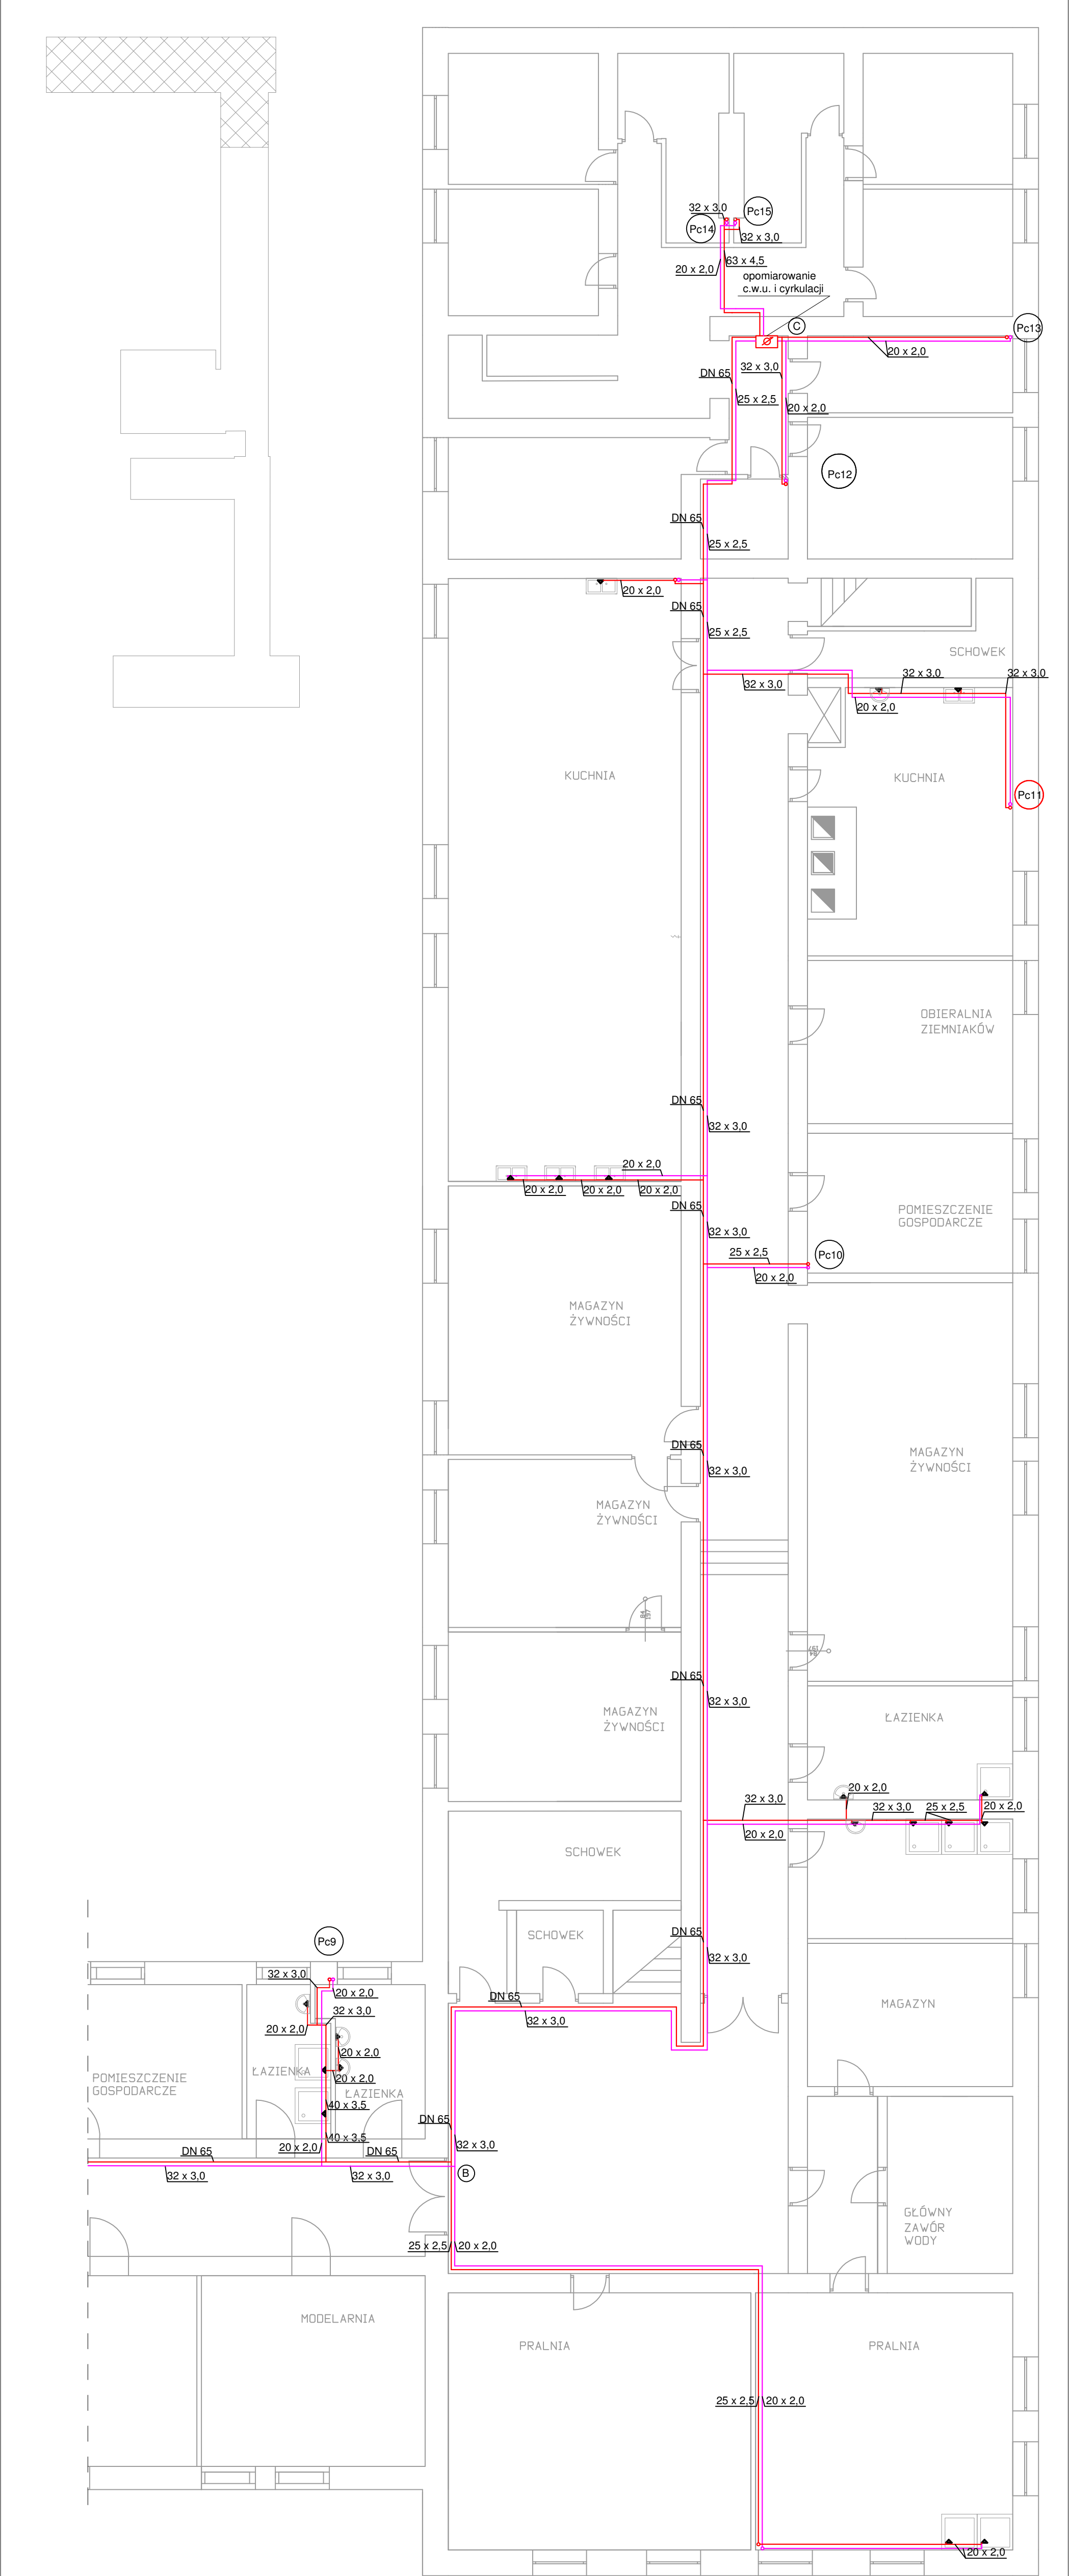 32 x 3,0
Pc15
Pc14
32 x 3,0
63 x 4,5
20 x 2,0
opomiarowanie
c.w.u. i cyrkulacji
C
Pc13
20 x 2,0
32 x 3,0
DN 65
25 x 2,5
20 x 2,0
Pc12
DN 65
25 x 2,5
20 x 2,0
DN 65
25 x 2,5
SCHOWEK
32 x 3,0
32 x 3,0
32 x 3,0
20 x 2,0
KUCHNIA
KUCHNIA
Pc11
OBIERALNIA
ZIEMNIAKÓW
DN 65
32 x 3,0
20 x 2,0
20 x 2,0
20 x 2,0
20 x 2,0
DN 65
POMIESZCZENIE
GOSPODARCZE
32 x 3,0
25 x 2,5
Pc10
20 x 2,0
MAGAZYN
ŻYWNOŚCI
DN 65
MAGAZYN
ŻYWNOŚCI
32 x 3,0
MAGAZYN
ŻYWNOŚCI
84
197
84
197
DN 65
32 x 3,0
MAGAZYN
ŻYWNOŚCI
ŁAZIENKA
20 x 2,0
32 x 3,0
32 x 3,0
25 x 2,5
20 x 2,0
20 x 2,0
SCHOWEK
DN 65
SCHOWEK
Pc9
32 x 3,0
32 x 3,0
20 x 2,0
DN 65
MAGAZYN
32 x 3,0
32 x 3,0
20 x 2,0
20 x 2,0
ŁAZIENKA
20 x 2,0
POMIESZCZENIE
GOSPODARCZE
ŁAZIENKA
40 x 3,5
DN 65
40 x 3,5
20 x 2,0
32 x 3,0
DN 65
DN 65
B
32 x 3,0
32 x 3,0
GŁÓWNY
ZAWÓR
WODY
25 x 2,5
20 x 2,0
MODELARNIA
PRALNIA
PRALNIA
25 x 2,5
20 x 2,0
20 x 2,0